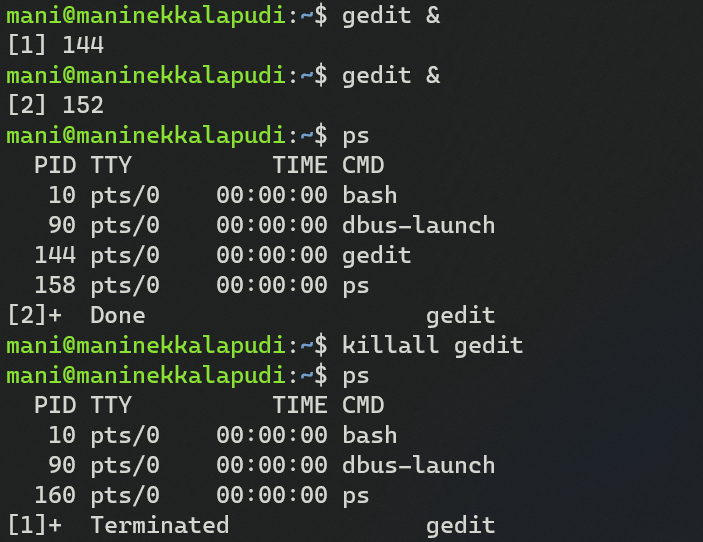 mani@maninekkalapudi:~$ gedit &
[1] 144
mani@maninekkalapudi:~$ gedit &
[2] 152
mani@maninekkalapudi:~$ ps
  PID TTY          TIME CMD
   10 pts/0    00:00:00 bash
   90 pts/0    00:00:00 dbus-launch
  144 pts/0    00:00:00 gedit
  158 pts/0    00:00:00 ps
[2]+  Done                    gedit
mani@maninekkalapudi:~$ killall gedit
mani@maninekkalapudi:~$ ps
  PID TTY          TIME CMD
   10 pts/0    00:00:00 bash
   90 pts/0    00:00:00 dbus-launch
  160 pts/0    00:00:00 ps
[1]+  Terminated              gedit